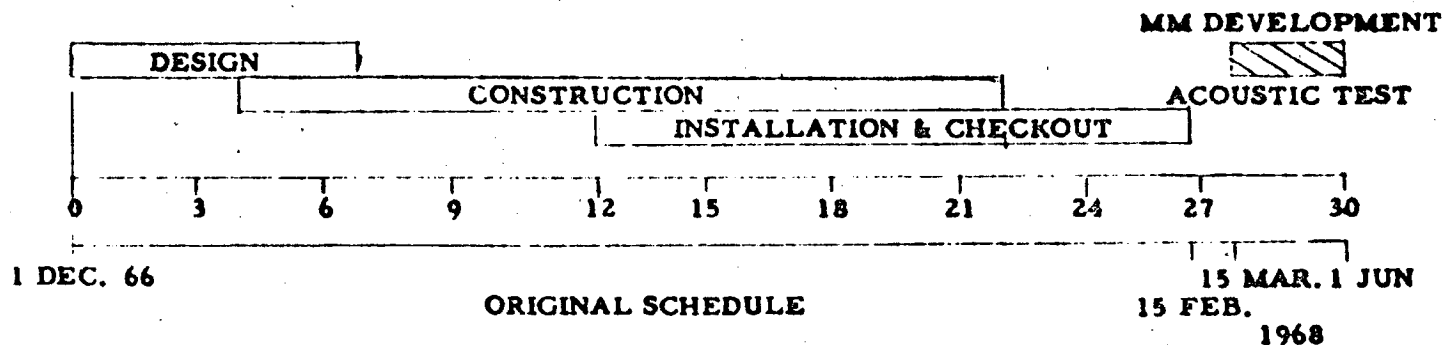 MM DEVELOPMENT
DESIGN
CONSTRUCTION
ACOUSTIC TEST
INSTALLATION & CHECKOUT
0 3 6 9 12 15 18 21 24 27 30
1 DEC. 66
15 MAR. 1 JUN
ORIGINAL SCHEDULE
15 FEB.
1968